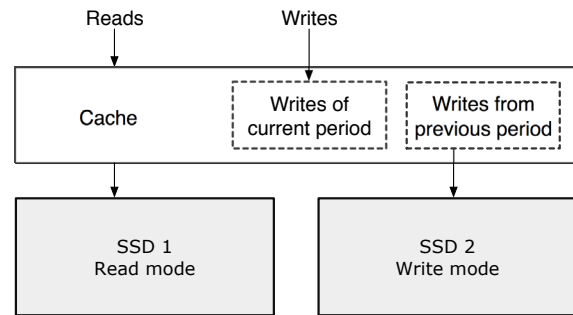 Reads
Writes
Cache
Writes of
current period
Writes from
previous period
SSD 1
Read mode
SSD 2
Write mode